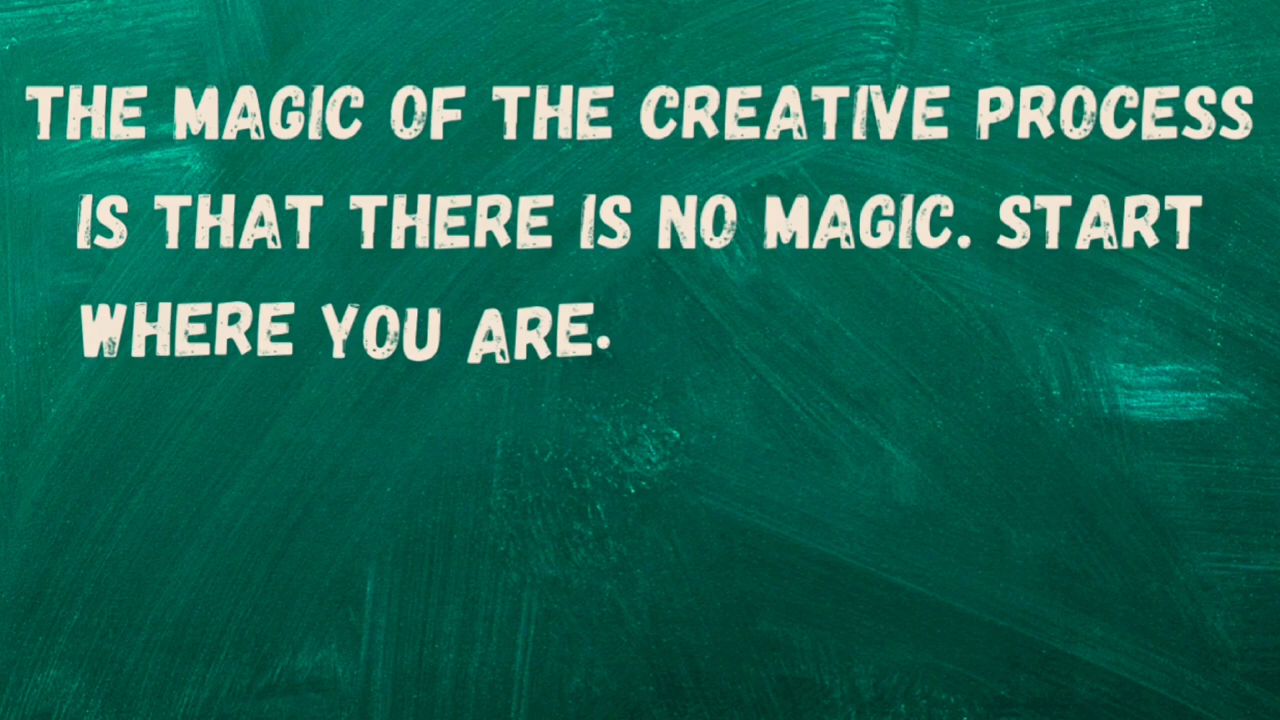 THE MAGIC OF THE CREATIVE PROCESS
IS THAT THERE IS NO MAGIC. START
WHERE YOU ARE.